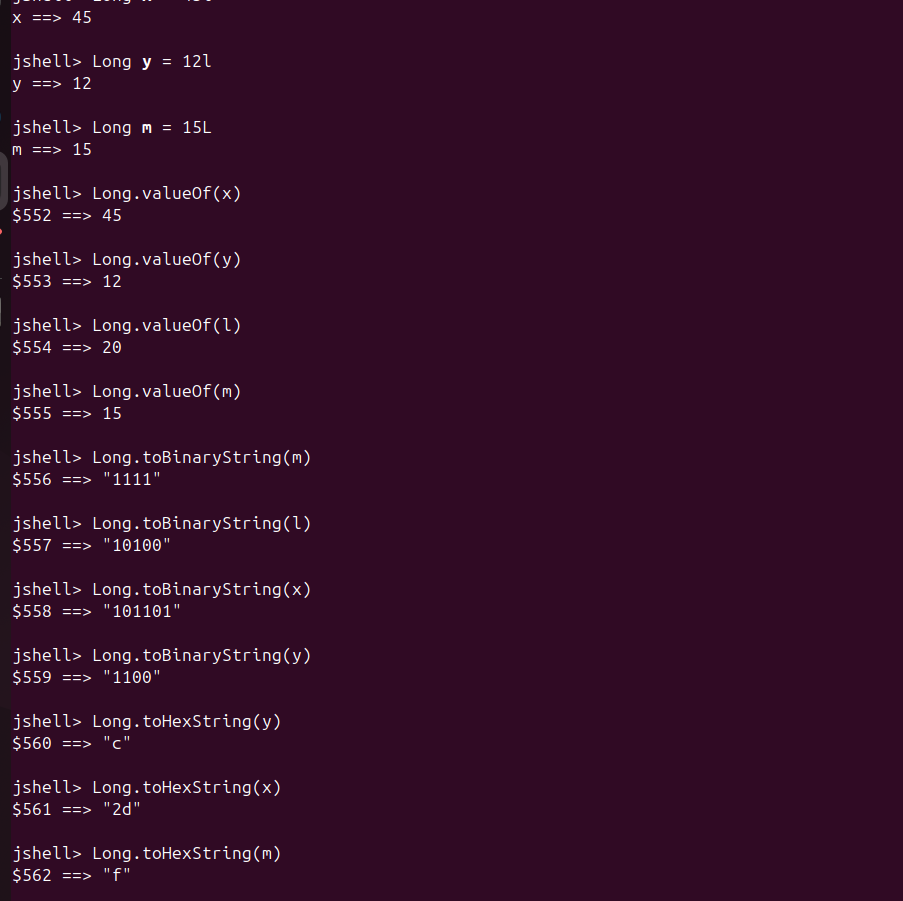 x ==> 45
jshell> Long y = 12l
y ==> 12
jshell> Long m = 15L
m ==> 15
jshell> Long.valueOf(x)
$552 ==> 45
jshell> Long.valueOf(y)
$553 ==> 12
jshell> Long.valueOf(l)
$554 ==> 20
jshell> Long.valueOf(m)
$555 ==> 15
jshell> Long.toBinaryString(m)
$556 ==> "1111"
jshell> Long.toBinaryString(l)
$557 ==> "10100"
jshell> Long.toBinaryString(x)
$558 ==> "101101"
jshell> Long.toBinaryString(y)
$559 ==> "1100"
jshell> Long.toHexString(y)
$560 ==> "c"
jshell> Long.toHexString(x)
$561 ==> "2d"
jshell> Long.toHexString(m)
$562 ==> "f"